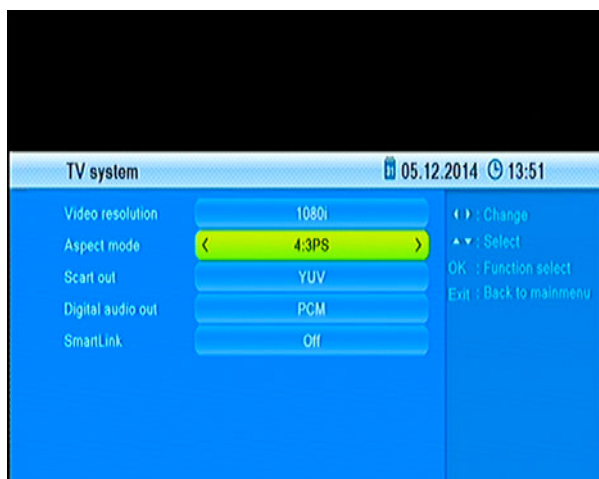 TV system 05.12.2014 13:51
Video resolution 1080i
Aspect mode 4:3PS
Scart out YUV
Digital audio out PCM
SmartLink Off
: Change
: Select
OK : Function select
Exit : Back to mainmenu